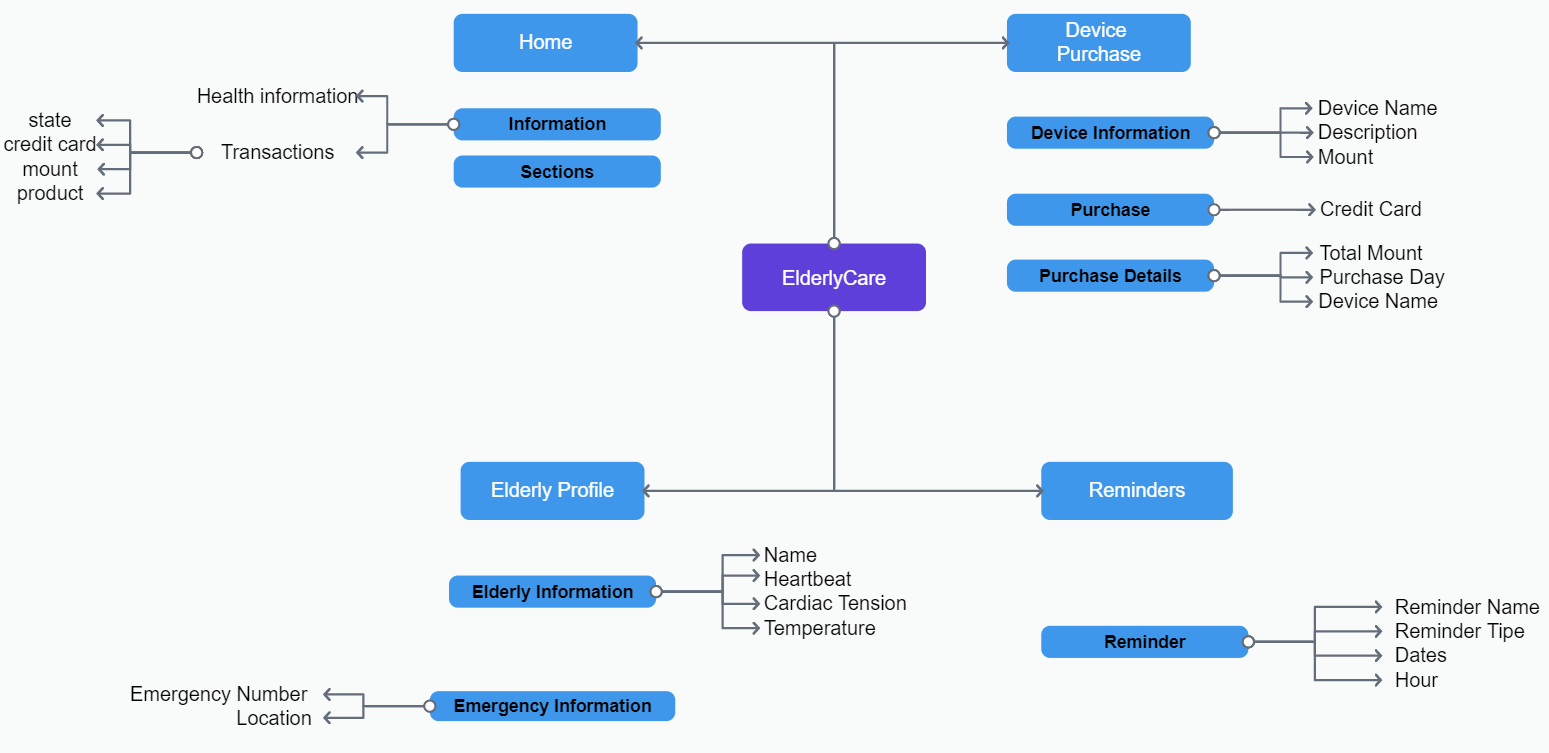 Home
Device
Purchase
Health information
Information
Device Name
state
Device Information
Description
credit card
Transactions
Mount
mount
Sections
product
Purchase
Credit Card
Total Mount
ElderlyCare
Purchase Details
Purchase Day
Device Name
Elderly Profile
Reminders
Name
Heartbeat
Elderly Information
Cardiac Tension
Temperature
Reminder Name
Reminder Tipe
Reminder
Dates
Hour
Emergency Number
Emergency Information
Location